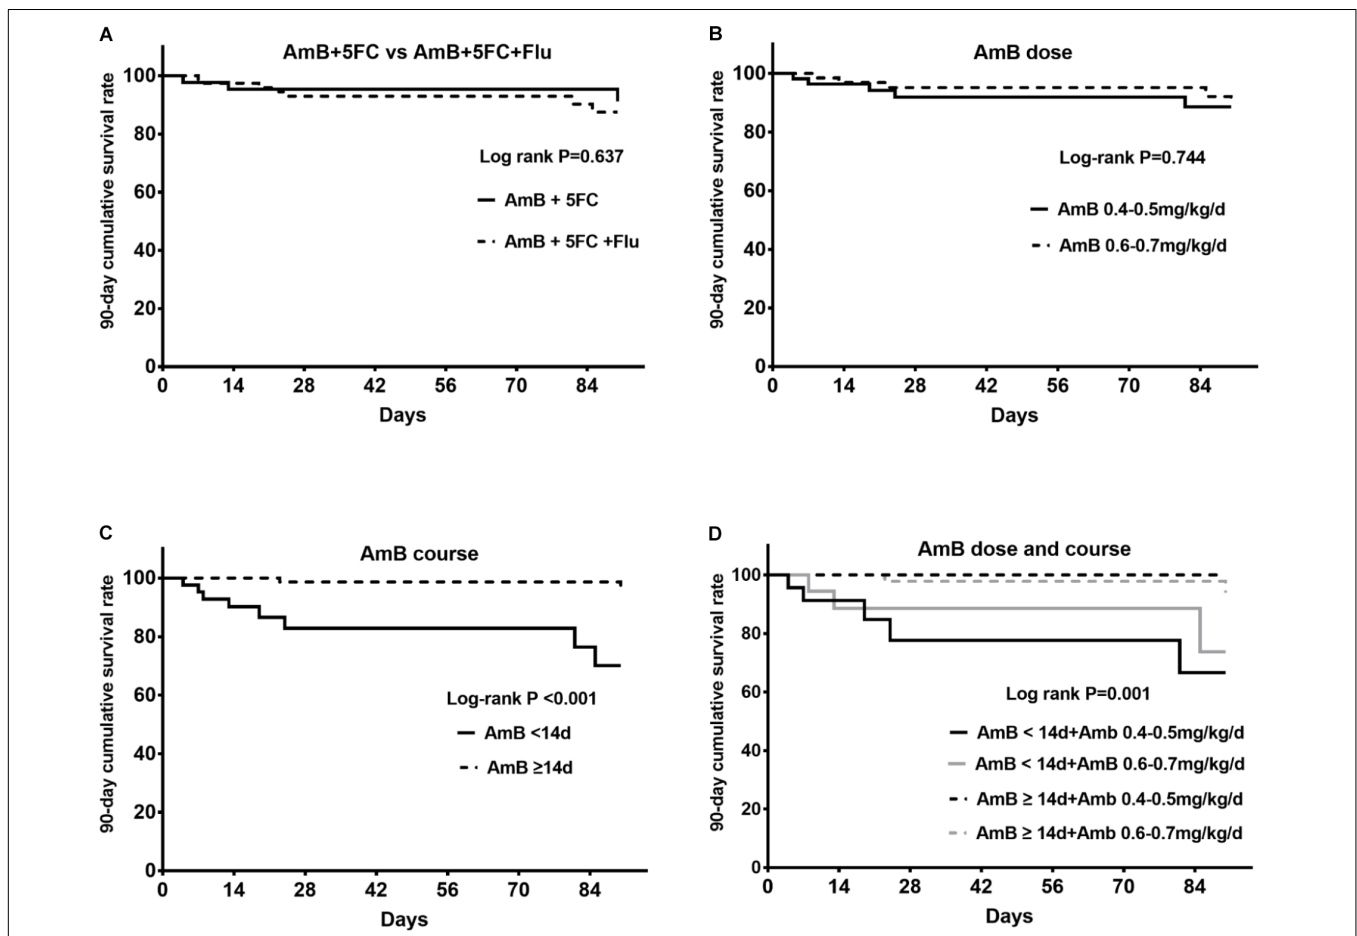 A
AmB+5FC vs AmB+5FC+Flu
90-day cumulative survival rate
100
80
60
40
20
0
Log rank P=0.637
AmB + 5FC
AmB + 5FC +Flu
0 14 28 42 56 70 84
Days
B
AmB dose
90-day cumulative survival rate
100
80
60
40
20
0
Log-rank P=0.744
AmB 0.4-0.5mg/kg/d
AmB 0.6-0.7mg/kg/d
0 14 28 42 56 70 84
Days
C
AmB course
90-day cumulative survival rate
100
80
60
40
20
0
Log-rank P <0.001
AmB <14d
AmB ≥14d
0 14 28 42 56 70 84
Days
D
AmB dose and course
90-day cumulative survival rate
100
80
60
40
20
0
Log rank P=0.001
AmB < 14d+Amb 0.4-0.5mg/kg/d
AmB < 14d+AmB 0.6-0.7mg/kg/d
AmB ≥ 14d+Amb 0.4-0.5mg/kg/d
AmB ≥ 14d+Amb 0.6-0.7mg/kg/d
0 14 28 42 56 70 84
Days